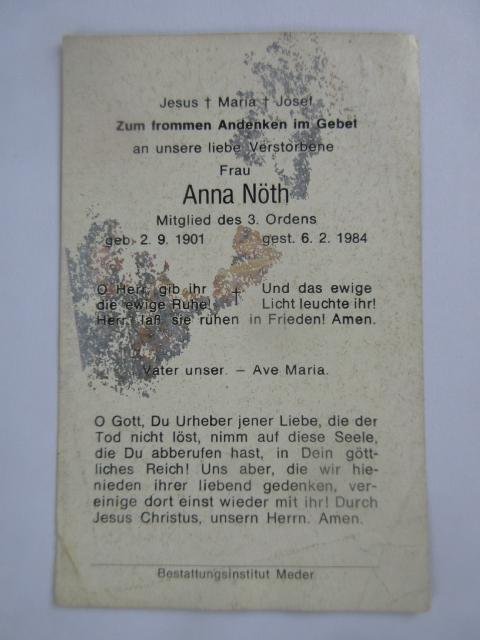 Jesus † Maria † Josef
Zum frommen Andenken im Gebet
an unsere liebe Verstorbene
Frau
Anna Nöth
Mitglied des 3. Ordens
geb. 2. 9. 1901 gest. 6. 2. 1984
O Herr, gib ihr † Und das ewige
die ewige Ruhe! Licht leuchte ihr!
Herr, laß sie ruhen in Frieden! Amen.
Vater unser. – Ave Maria.
O Gott, Du Urheber jener Liebe, die der
Tod nicht löst, nimm auf diese Seele,
die Du abberufen hast, in Dein gött-
liches Reich! Uns aber, die wir hie-
nieden ihrer liebend gedenken, ver-
einige dort einst wieder mit ihr! Durch
Jesus Christus, unsern Herrn. Amen.
Bestattungsinstitut Meder